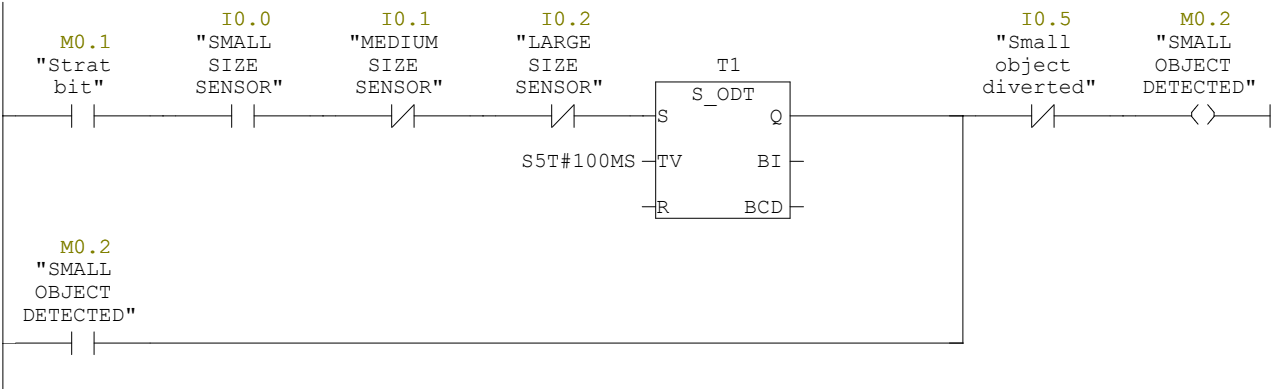 I0.0 I0.1 I0.2 I0.5 M0.2
M0.1 "SMALL "MEDIUM "LARGE "Small "SMALL
"Strat SIZE SIZE SIZE T1 object OBJECT
bit" SENSOR" SENSOR" SENSOR" diverted" DETECTED"
S_ODT
S Q
S5T#100MS TV BI
R BCD
M0.2
"SMALL
OBJECT
DETECTED"